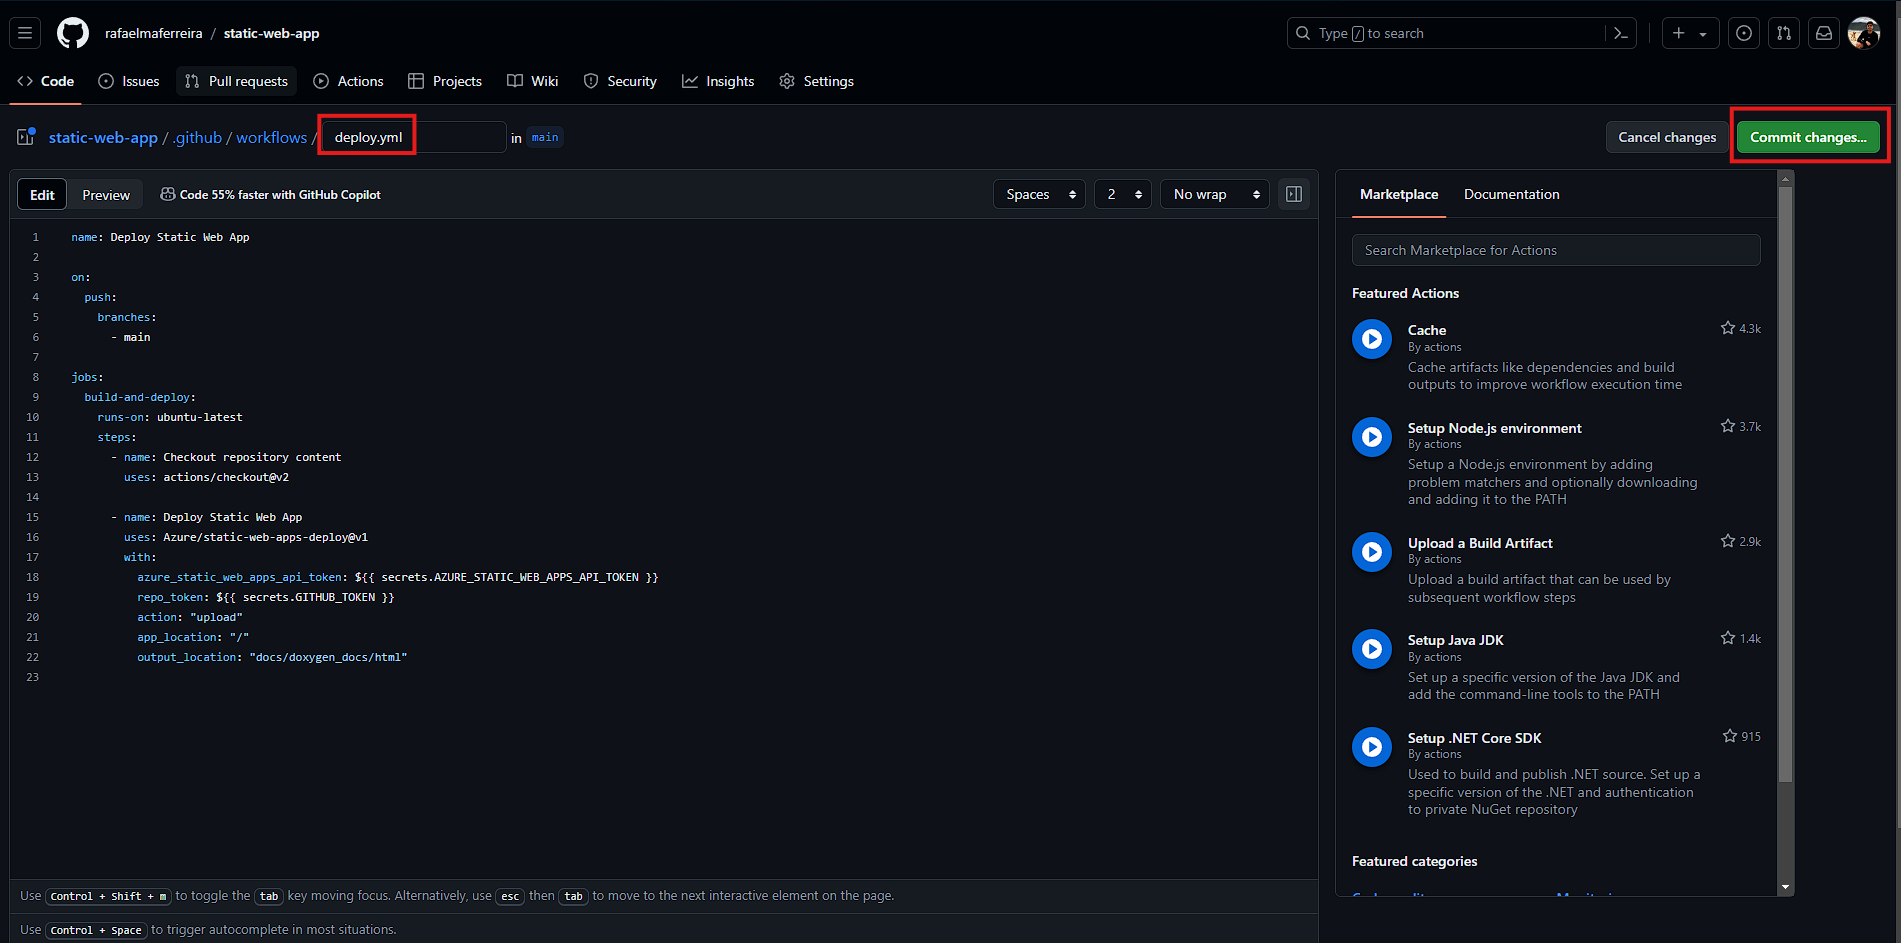 rafaelmaferreira / static-web-app
Type / to search
Code Issues Pull requests Actions Projects Wiki Security Insights Settings
static-web-app / .github / workflows / deploy.yml in main
Cancel changes Commit changes...
Edit Preview Code 55% faster with GitHub Copilot
Spaces 2 No wrap
1 name: Deploy Static Web App
2
3 on:
4 push:
5 branches:
6 - main
7
8 jobs:
9 build-and-deploy:
10 runs-on: ubuntu-latest
11 steps:
12 - name: Checkout repository content
13 uses: actions/checkout@v2
14
15 - name: Deploy Static Web App
16 uses: Azure/static-web-apps-deploy@v1
17 with:
18 azure_static_web_apps_api_token: ${{ secrets.AZURE_STATIC_WEB_APPS_API_TOKEN }}
19 repo_token: ${{ secrets.GITHUB_TOKEN }}
20 action: "upload"
21 app_location: "/"
22 output_location: "docs/doxygen_docs/html"
23
Use Control + Shift + m to toggle the tab key moving focus. Alternatively, use esc then tab to move to the next interactive element on the page.
Use Control + Space to trigger autocomplete in most situations.
Marketplace Documentation
Search Marketplace for Actions
Featured Actions
Cache 4.3k
By actions
Cache artifacts like dependencies and build
outputs to improve workflow execution time
Setup Node.js environment 3.7k
By actions
Setup a Node.js environment by adding
problem matchers and optionally downloading
and adding it to the PATH
Upload a Build Artifact 2.9k
By actions
Upload a build artifact that can be used by
subsequent workflow steps
Setup Java JDK 1.4k
By actions
Set up a specific version of the Java JDK and
add the command-line tools to the PATH
Setup .NET Core SDK 915
By actions
Used to build and publish .NET source. Set up a
specific version of the .NET and authentication
to private NuGet repository
Featured categories